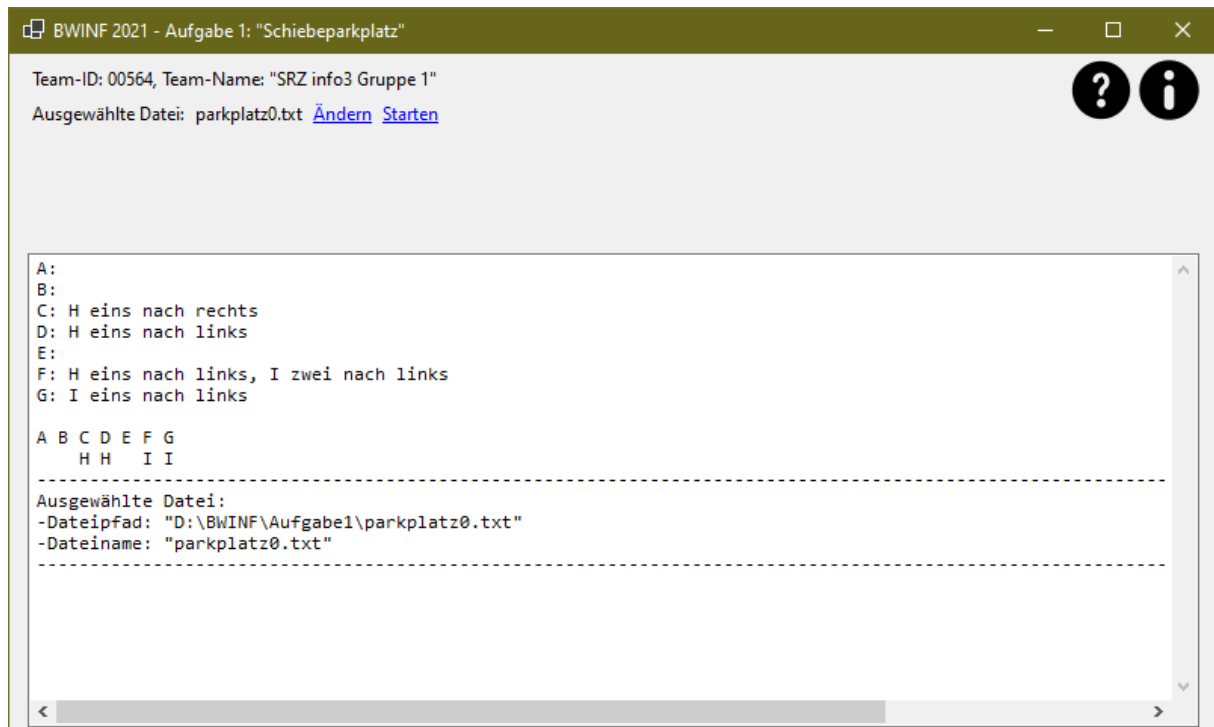 BWINF 2021 - Aufgabe 1: "Schiebeparkplatz"
Team-ID: 00564, Team-Name: "SRZ info3 Gruppe 1"
Ausgewählte Datei: parkplatz0.txt Ändern Starten
A:
B:
C: H eins nach rechts
D: H eins nach links
E:
F: H eins nach links, I zwei nach links
G: I eins nach links
A B C D E F G
    H H   I I
-----------------------------------------------------------------------------------------------------------
Ausgewählte Datei:
-Dateipfad: "D:\BWINF\Aufgabe1\parkplatz0.txt"
-Dateiname: "parkplatz0.txt"
-----------------------------------------------------------------------------------------------------------